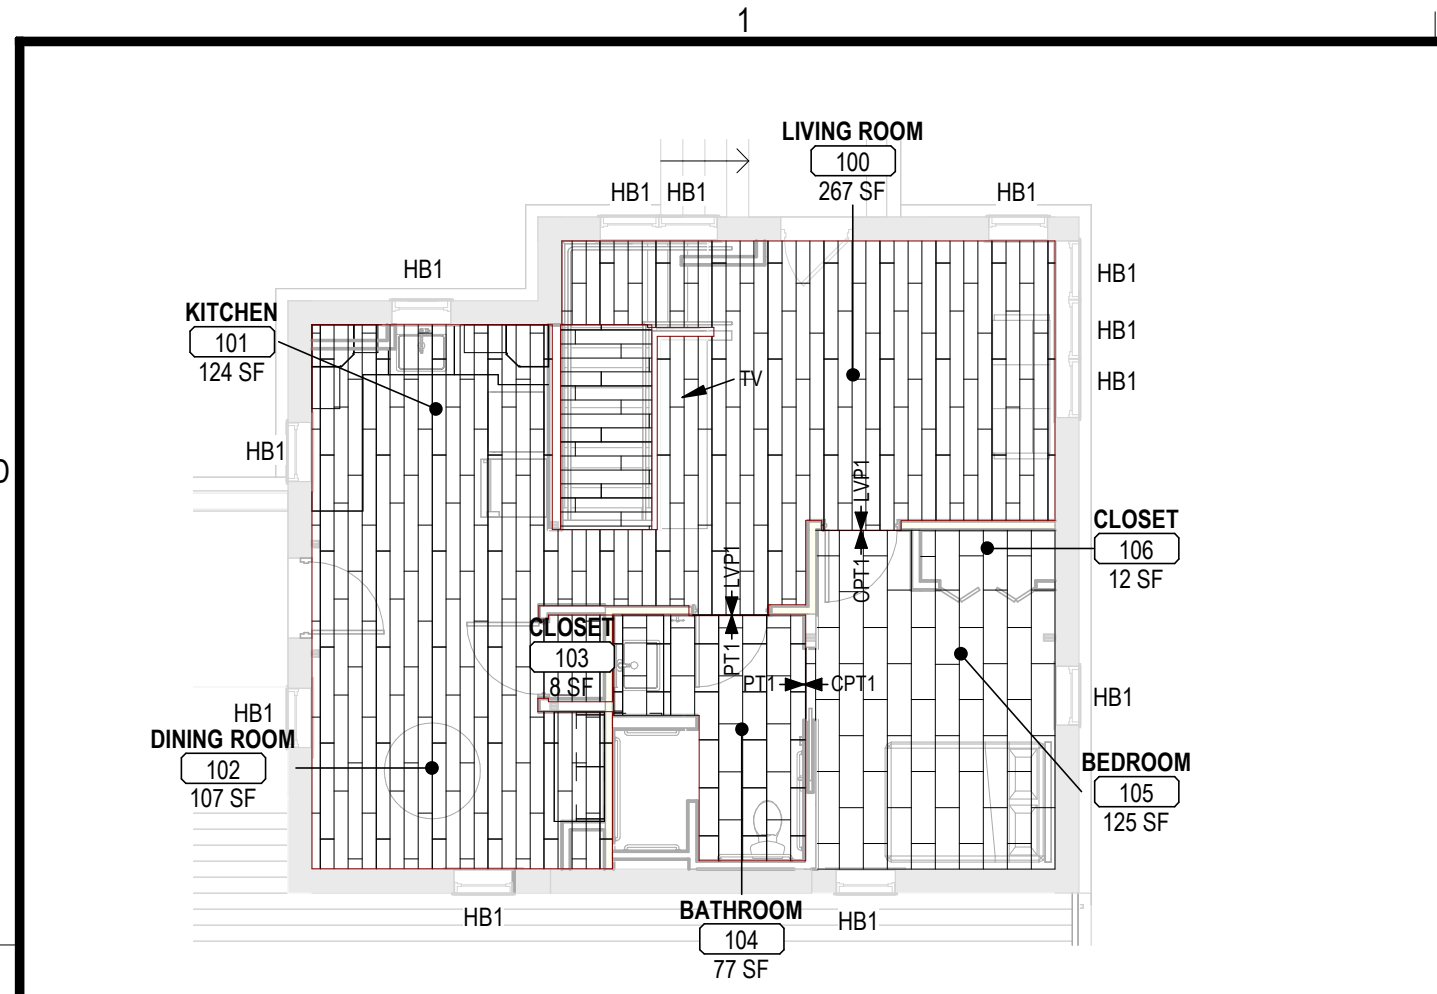 1
LIVING ROOM
100
267 SF
HB1
HB1
HB1
HB1
HB1
KITCHEN
101
124 SF
HB1
TV
HB1
HB1
LVP1
CPT1
CLOSET
106
12 SF
LVP1
PT1
CLOSET
103
8 SF
PT1
CPT1
HB1
HB1
DINING ROOM
102
107 SF
BEDROOM
105
125 SF
HB1
BATHROOM
104
77 SF
HB1